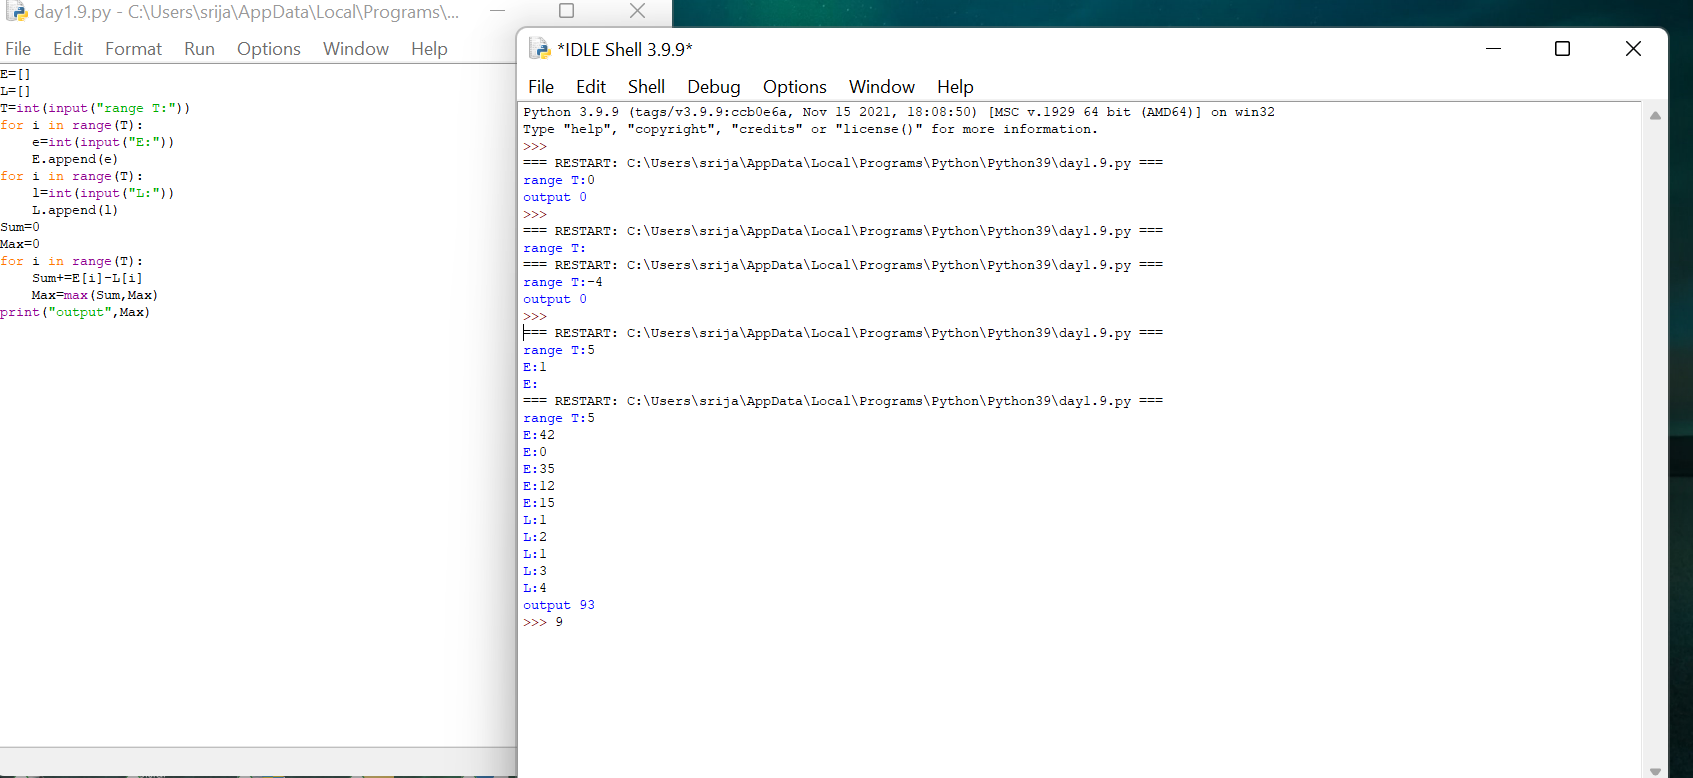 day1.9.py - C:\Users\srija\AppData\Local\Programs\...
File Edit Format Run Options Window Help
E=[]
L=[]
T=int(input("range T:"))
for i in range(T):
    e=int(input("E:"))
    E.append(e)
for i in range(T):
    l=int(input("L:"))
    L.append(l)
Sum=0
Max=0
for i in range(T):
    Sum+=E[i]-L[i]
    Max=max(Sum,Max)
print("output",Max)
*IDLE Shell 3.9.9*
File Edit Shell Debug Options Window Help
Python 3.9.9 (tags/v3.9.9:ccb0e6a, Nov 15 2021, 18:08:50) [MSC v.1929 64 bit (AMD64)] on win32
Type "help", "copyright", "credits" or "license()" for more information.
>>>
=== RESTART: C:\Users\srija\AppData\Local\Programs\Python\Python39\day1.9.py ===
range T:0
output 0
>>>
=== RESTART: C:\Users\srija\AppData\Local\Programs\Python\Python39\day1.9.py ===
range T:
=== RESTART: C:\Users\srija\AppData\Local\Programs\Python\Python39\day1.9.py ===
range T:-4
output 0
>>>
=== RESTART: C:\Users\srija\AppData\Local\Programs\Python\Python39\day1.9.py ===
range T:5
E:1
E:
=== RESTART: C:\Users\srija\AppData\Local\Programs\Python\Python39\day1.9.py ===
range T:5
E:42
E:0
E:35
E:12
E:15
L:1
L:2
L:1
L:3
L:4
output 93
>>> 9